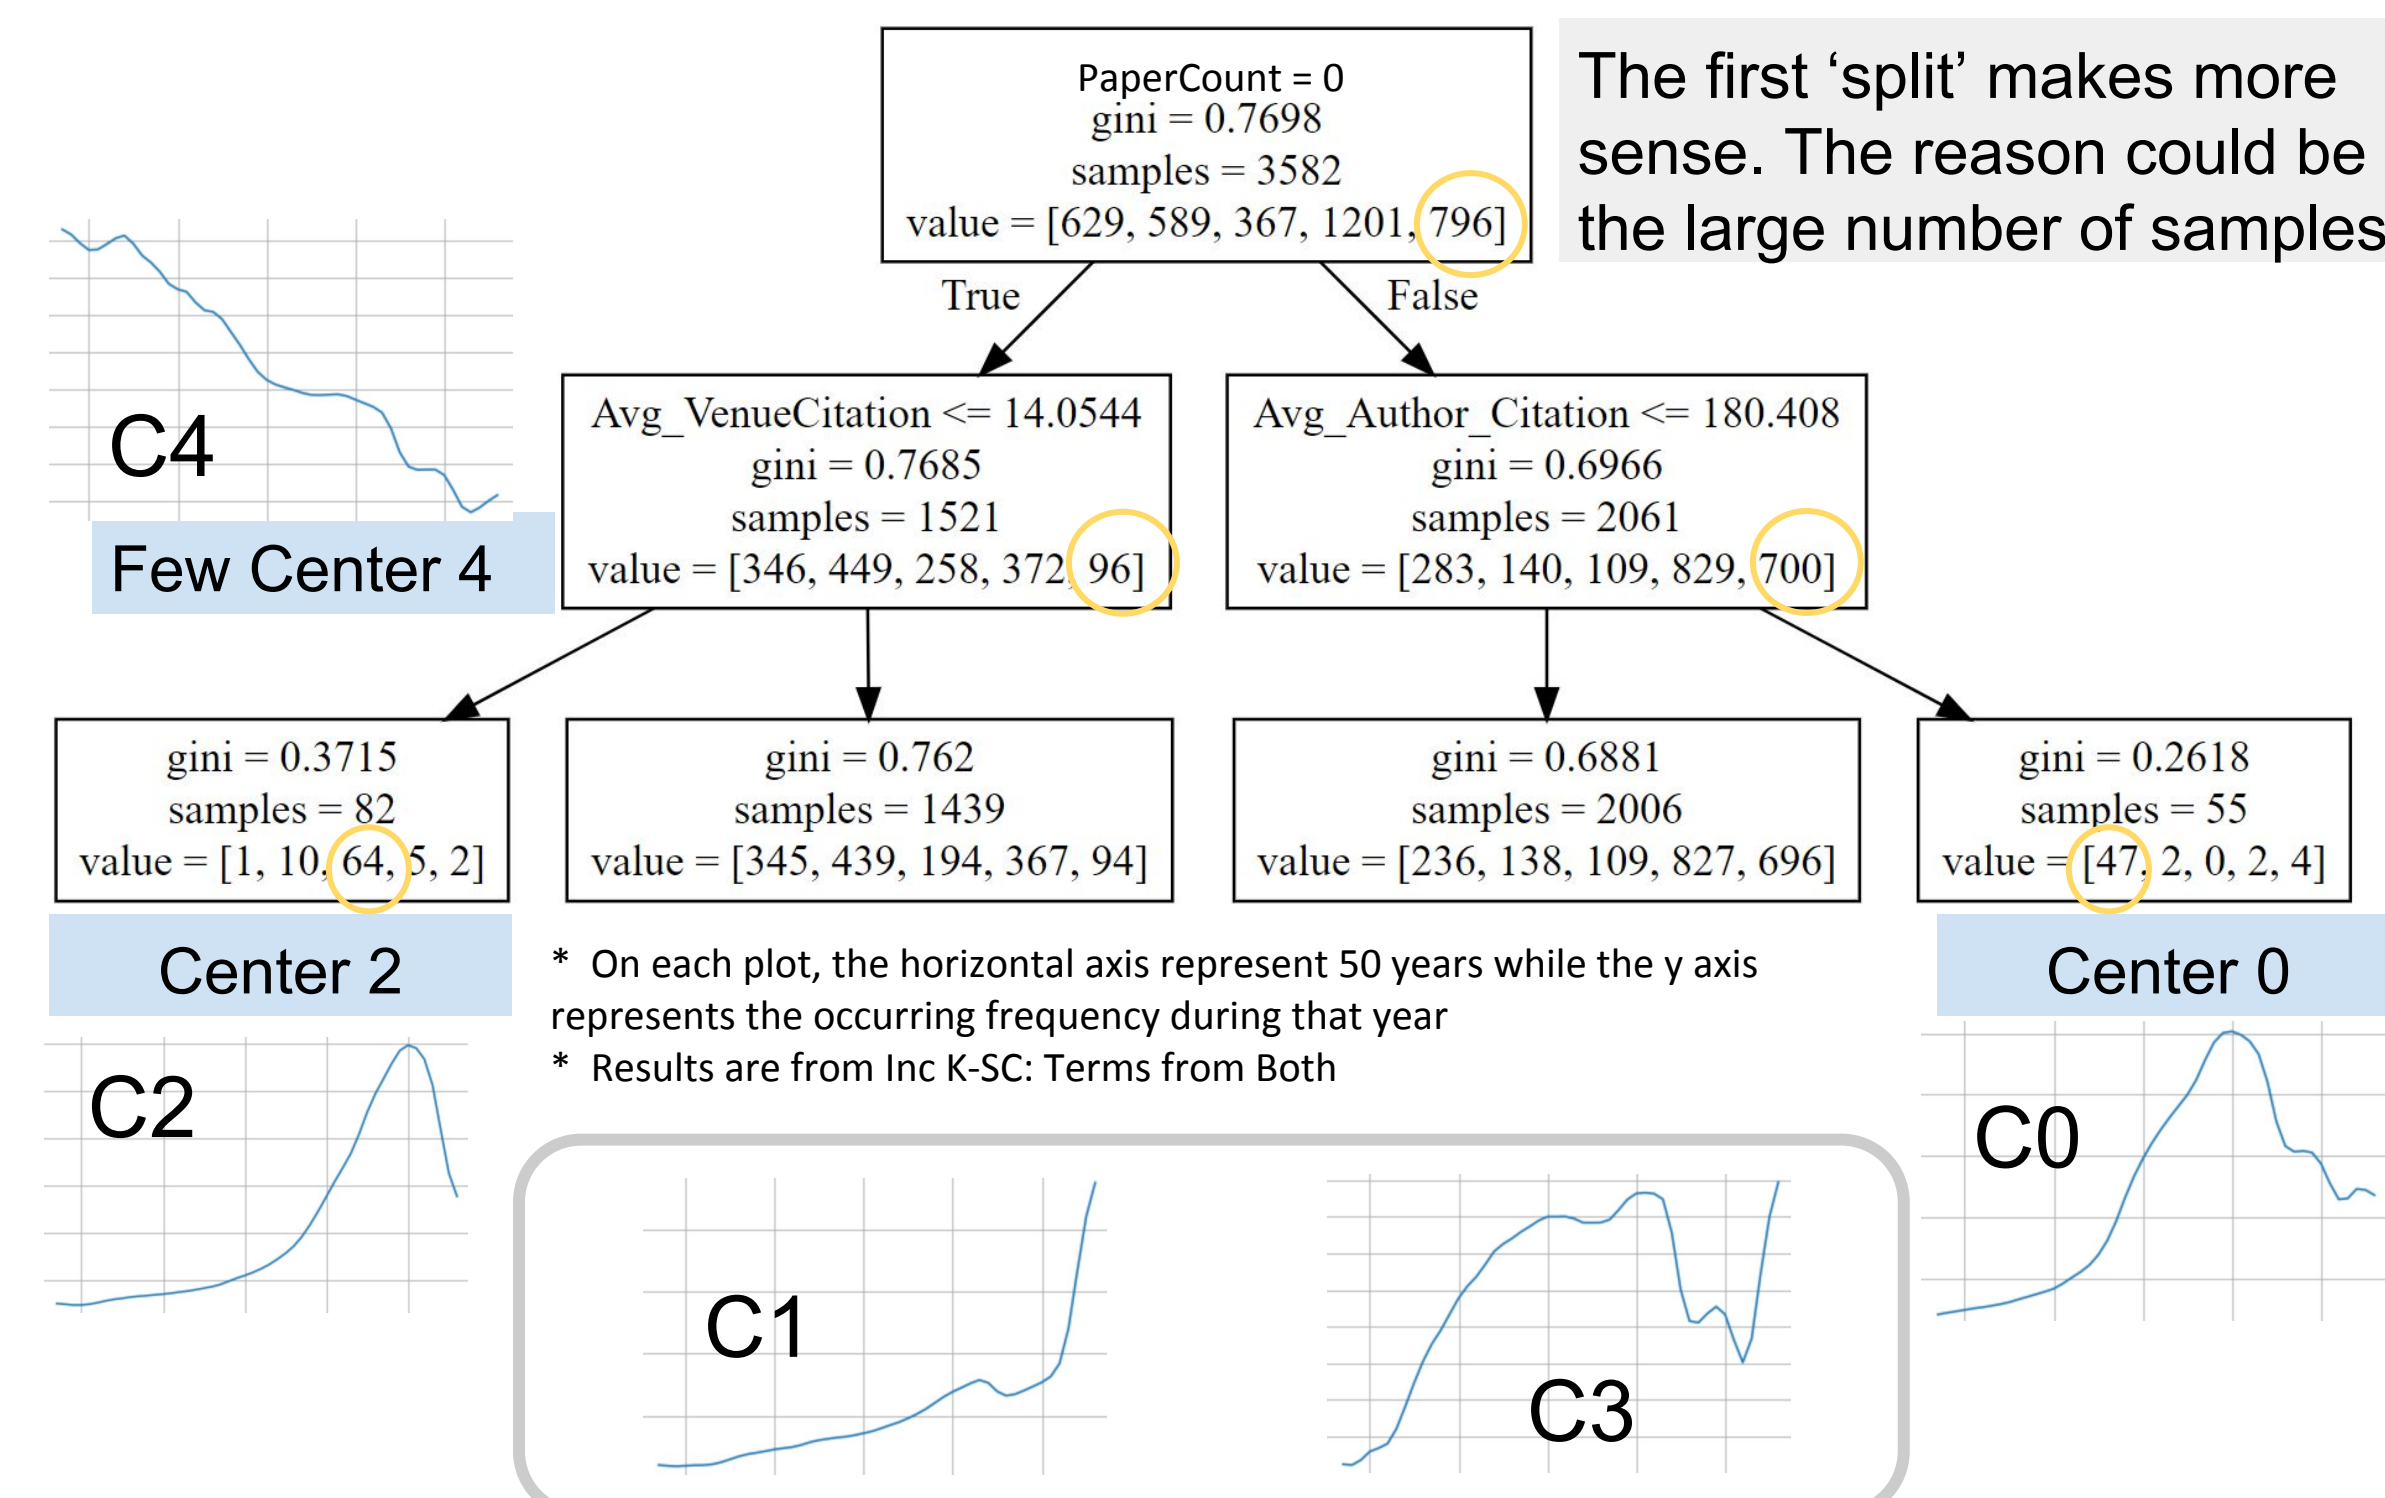 PaperCount = 0
gini = 0.7698
samples = 3582
value = [629, 589, 367, 1201, 796]
The first ‘split’ makes more
sense. The reason could be
the large number of samples
True
False
C4
Few Center 4
Avg_VenueCitation <= 14.0544
gini = 0.7685
samples = 1521
value = [346, 449, 258, 372, 96]
Avg_Author_Citation <= 180.408
gini = 0.6966
samples = 2061
value = [283, 140, 109, 829, 700]
gini = 0.3715
samples = 82
value = [1, 10, 64, 5, 2]
gini = 0.762
samples = 1439
value = [345, 439, 194, 367, 94]
gini = 0.6881
samples = 2006
value = [236, 138, 109, 827, 696]
gini = 0.2618
samples = 55
value = [47, 2, 0, 2, 4]
Center 2
* On each plot, the horizontal axis represent 50 years while the y axis
represents the occurring frequency during that year
* Results are from Inc K-SC: Terms from Both
Center 0
C2
C1
C3
C0